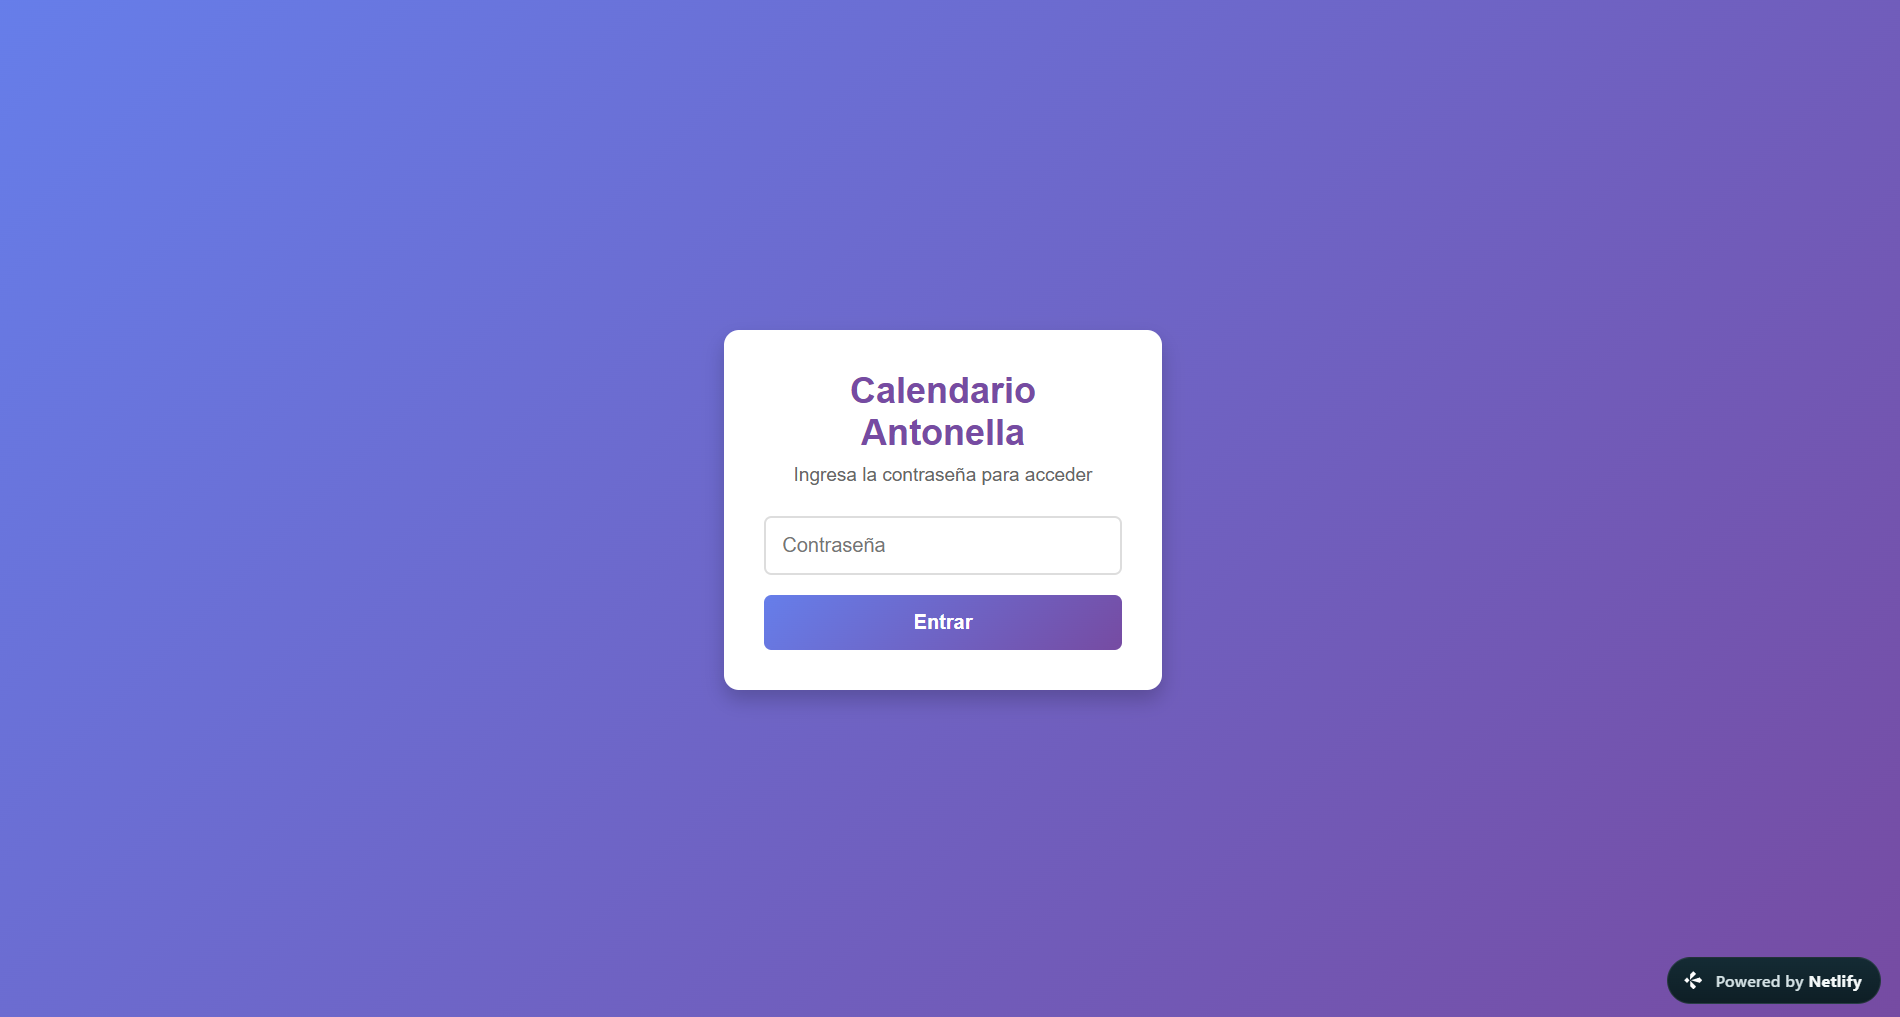 Calendario
Antonella
Ingresa la contraseña para acceder
Contraseña
Entrar
Powered by Netlify